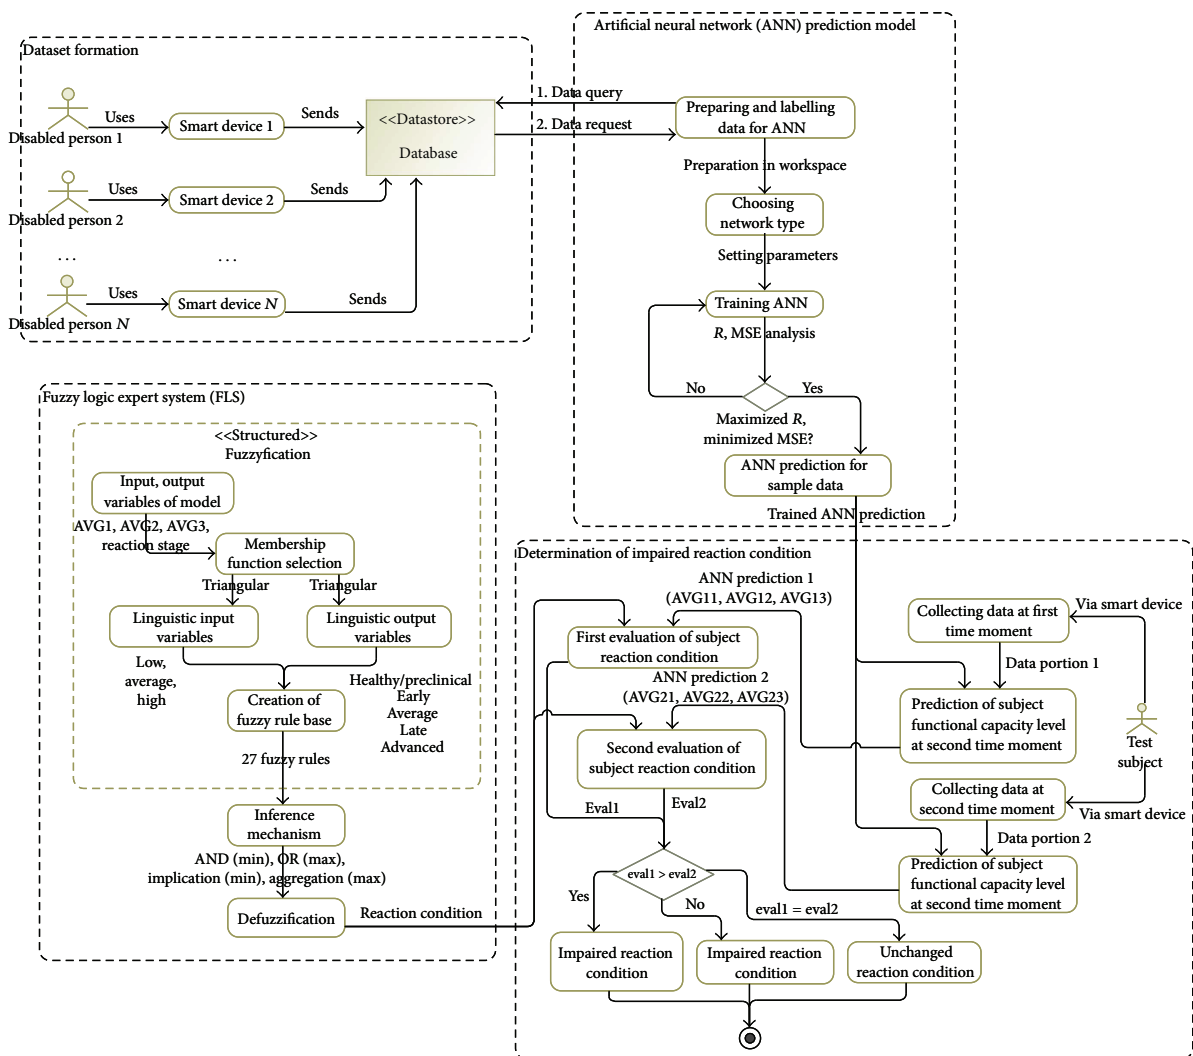 Dataset formation
Disabled person 1
Uses
Smart device 1
Sends
<<Datastore>>
Database
Disabled person 2
Uses
Smart device 2
Sends
...
...
Disabled person N
Uses
Smart device N
Sends
1. Data query
2. Data request
Artificial neural network (ANN) prediction model
Preparing and labelling
data for ANN
Preparation in workspace
Choosing
network type
Setting parameters
Training ANN
R, MSE analysis
No
Yes
Maximized R,
minimized MSE?
ANN prediction for
sample data
Trained ANN prediction
Fuzzy logic expert system (FLS)
<<Structured>>
Fuzzyfication
Input, output
variables of model
AVG1, AVG2, AVG3,
reaction stage
Membership
function selection
Triangular
Triangular
Linguistic input
variables
Linguistic output
variables
Low,
average,
high
Healthy/preclinical
Early
Average
Late
Advanced
Creation of
fuzzy rule base
27 fuzzy rules
Inference
mechanism
AND (min), OR (max),
implication (min), aggregation (max)
Defuzzification
Reaction condition
Determination of impaired reaction condition
ANN prediction 1
(AVG11, AVG12, AVG13)
First evaluation of subject
reaction condition
ANN prediction 2
(AVG21, AVG22, AVG23)
Second evaluation of
subject reaction condition
Eval1
Eval2
eval1 > eval2
Yes
No
eval1 = eval2
Impaired reaction
condition
Impaired reaction
condition
Unchanged
reaction condition
Collecting data at first
time moment
Via smart device
Data portion 1
Prediction of subject
functional capacity level
at second time moment
Test
subject
Collecting data at
second time moment
Via smart device
Data portion 2
Prediction of subject
functional capacity level
at second time moment